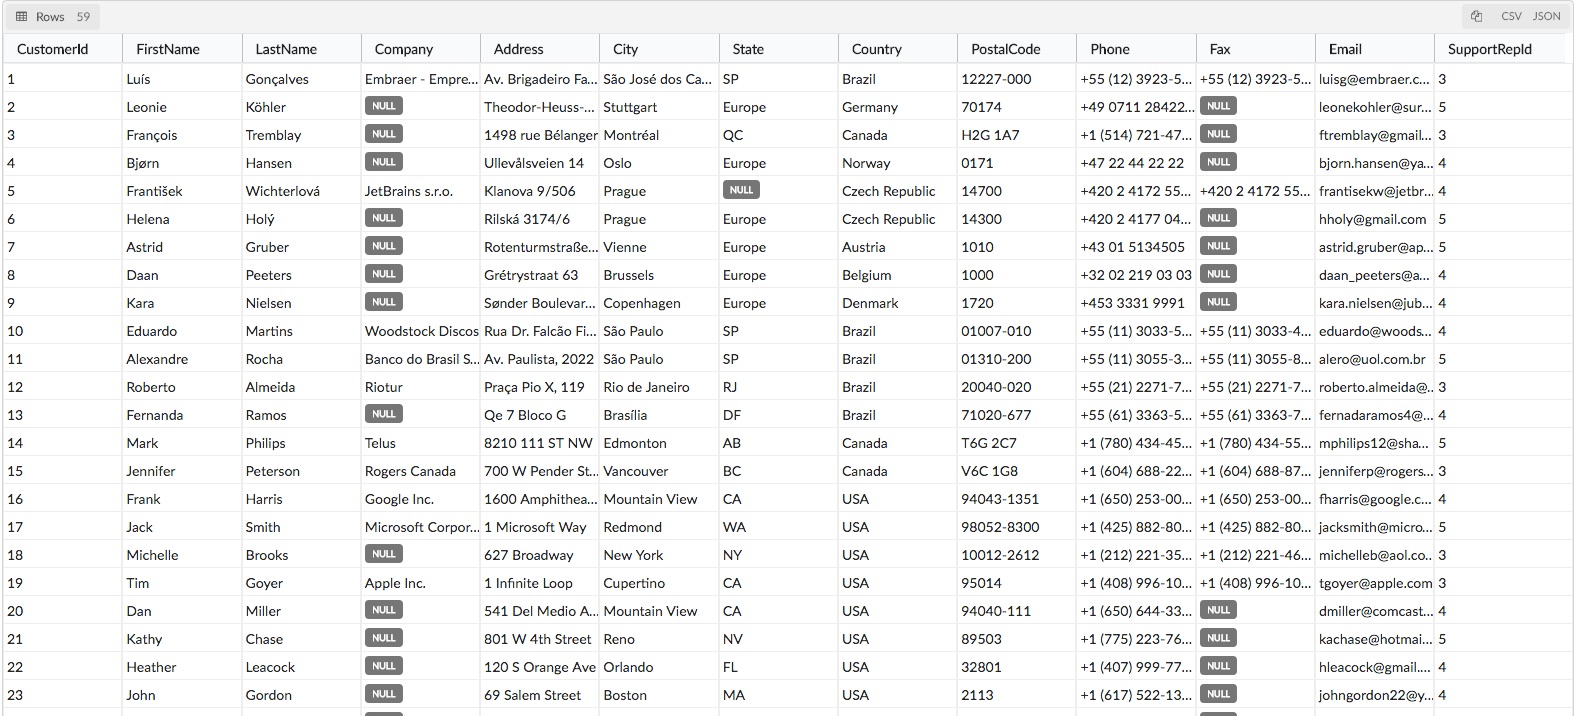 Rows 59 CSV JSON
CustomerId FirstName LastName Company Address City State Country PostalCode Phone Fax Email SupportRepId
1 Luís Gonçalves Embraer - Empre... Av. Brigadeiro Fa... São José dos Ca... SP Brazil 12227-000 +55 (12) 3923-5... +55 (12) 3923-5... luisg@embraer.c... 3
2 Leonie Köhler NULL Theodor-Heuss-... Stuttgart Europe Germany 70174 +49 0711 28422... NULL leonekohler@sur... 5
3 François Tremblay NULL 1498 rue Bélanger Montréal QC Canada H2G 1A7 +1 (514) 721-47... NULL ftremblay@gmail... 3
4 Bjørn Hansen NULL Ullevålsveien 14 Oslo Europe Norway 0171 +47 22 44 22 22 NULL bjorn.hansen@ya... 4
5 František Wichterlová JetBrains s.r.o. Klanova 9/506 Prague NULL Czech Republic 14700 +420 2 4172 55... +420 2 4172 55... frantisekw@jetbr... 4
6 Helena Holý NULL Rilská 3174/6 Prague Europe Czech Republic 14300 +420 2 4177 04... NULL hholy@gmail.com 5
7 Astrid Gruber NULL Rotenturmstraße... Vienne Europe Austria 1010 +43 01 5134505 NULL astrid.gruber@ap... 5
8 Daan Peeters NULL Grétrystraat 63 Brussels Europe Belgium 1000 +32 02 219 03 03 NULL daan_peeters@a... 4
9 Kara Nielsen NULL Sønder Boulevar... Copenhagen Europe Denmark 1720 +453 3331 9991 NULL kara.nielsen@jub... 4
10 Eduardo Martins Woodstock Discos Rua Dr. Falcão Fi... São Paulo SP Brazil 01007-010 +55 (11) 3033-5... +55 (11) 3033-4... eduardo@woods... 4
11 Alexandre Rocha Banco do Brasil S... Av. Paulista, 2022 São Paulo SP Brazil 01310-200 +55 (11) 3055-3... +55 (11) 3055-8... alero@uol.com.br 5
12 Roberto Almeida Riotur Praça Pio X, 119 Rio de Janeiro RJ Brazil 20040-020 +55 (21) 2271-7... +55 (21) 2271-7... roberto.almeida@... 3
13 Fernanda Ramos NULL Qe 7 Bloco G Brasília DF Brazil 71020-677 +55 (61) 3363-5... +55 (61) 3363-7... fernadaramos4@... 4
14 Mark Philips Telus 8210 111 ST NW Edmonton AB Canada T6G 2C7 +1 (780) 434-45... +1 (780) 434-55... mphilips12@sha... 5
15 Jennifer Peterson Rogers Canada 700 W Pender St... Vancouver BC Canada V6C 1G8 +1 (604) 688-22... +1 (604) 688-87... jenniferp@rogers... 3
16 Frank Harris Google Inc. 1600 Amphithea... Mountain View CA USA 94043-1351 +1 (650) 253-00... +1 (650) 253-00... fharris@google.c... 4
17 Jack Smith Microsoft Corpor... 1 Microsoft Way Redmond WA USA 98052-8300 +1 (425) 882-80... +1 (425) 882-80... jacksmith@micro... 5
18 Michelle Brooks NULL 627 Broadway New York NY USA 10012-2612 +1 (212) 221-35... +1 (212) 221-46... michelleb@aol.co... 3
19 Tim Goyer Apple Inc. 1 Infinite Loop Cupertino CA USA 95014 +1 (408) 996-10... +1 (408) 996-10... tgoyer@apple.com 3
20 Dan Miller NULL 541 Del Medio A... Mountain View CA USA 94040-111 +1 (650) 644-33... NULL dmiller@comcast... 4
21 Kathy Chase NULL 801 W 4th Street Reno NV USA 89503 +1 (775) 223-76... NULL kachase@hotmai... 5
22 Heather Leacock NULL 120 S Orange Ave Orlando FL USA 32801 +1 (407) 999-77... NULL hleacock@gmail.... 4
23 John Gordon NULL 69 Salem Street Boston MA USA 2113 +1 (617) 522-13... NULL johngordon22@y... 4